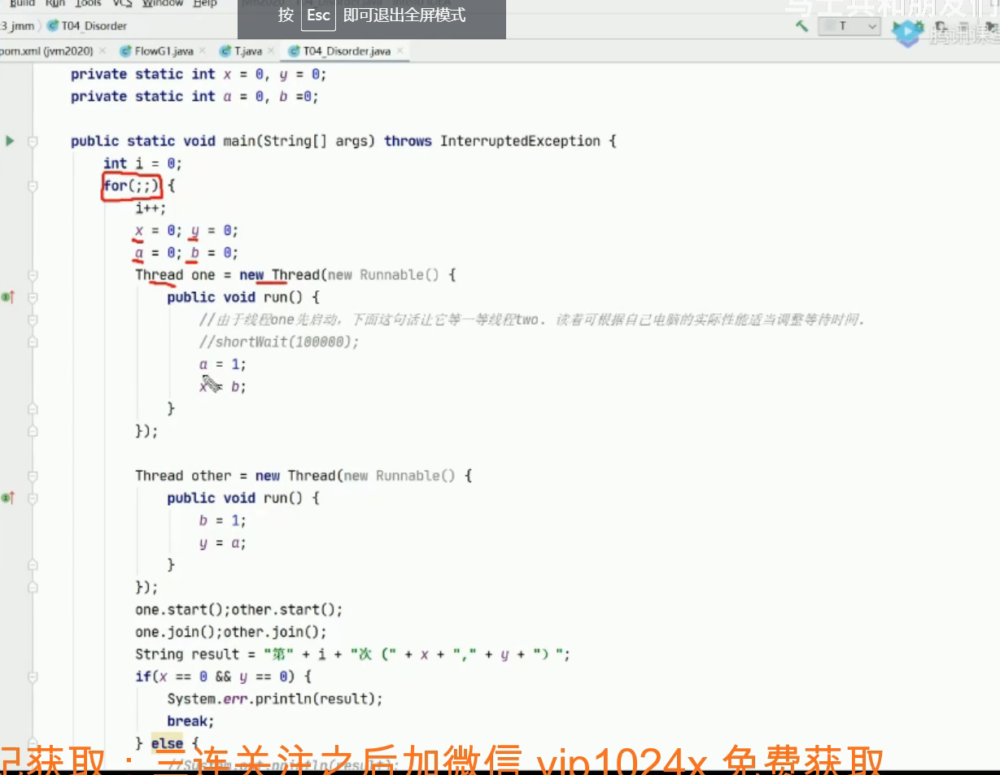 Build Run Tools VCS Window Help
按 Esc 即可退出全屏模式
3_jmm T04_Disorder
T
腾讯课堂
pom.xml (jvm2020) FlowG1.java T.java T04_Disorder.java
private static int x = 0, y = 0;
private static int a = 0, b =0;
public static void main(String[] args) throws InterruptedException {
int i = 0;
for(;;) {
i++;
x = 0; y = 0;
a = 0; b = 0;
Thread one = new Thread(new Runnable() {
public void run() {
//由于线程one先启动，下面这句话让它等一等线程two. 读着可根据自己电脑的实际性能适当调整等待时间.
//shortWait(100000);
a = 1;
x = b;
}
});
Thread other = new Thread(new Runnable() {
public void run() {
b = 1;
y = a;
}
});
one.start();other.start();
one.join();other.join();
String result = "第" + i + "次 (" + x + "," + y + "）";
if(x == 0 && y == 0) {
System.err.println(result);
break;
} else {
//System.out.println(result);
记获取：三连关注之后加微信 vip1024x 免费获取